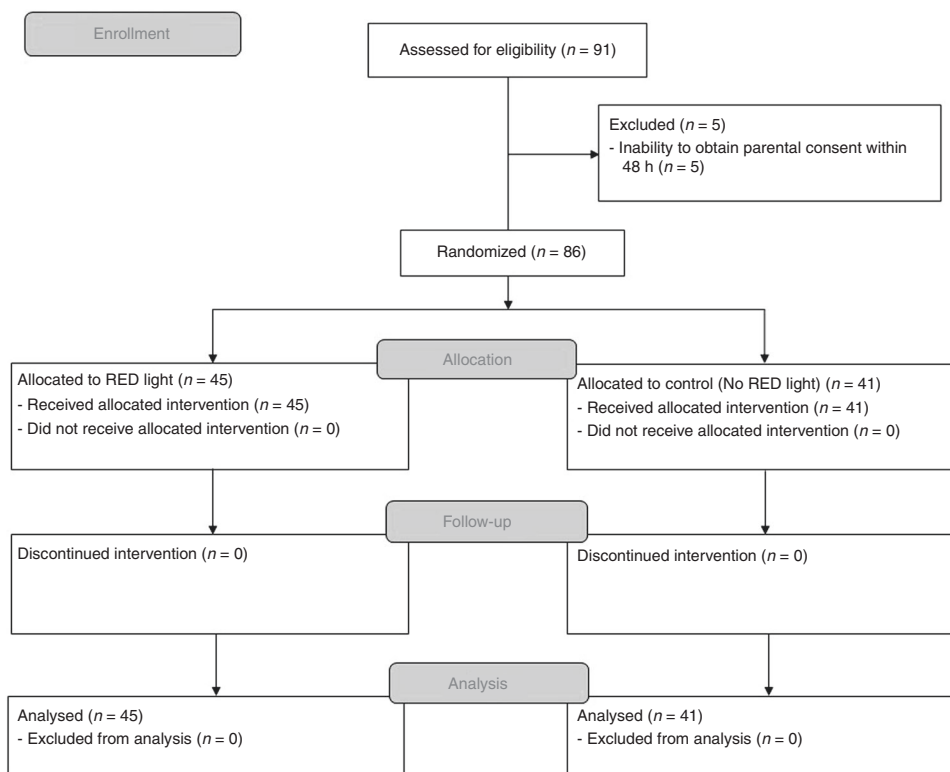 Enrollment
Assessed for eligibility (n = 91)
Excluded (n = 5)
- Inability to obtain parental consent within
48 h (n = 5)
Randomized (n = 86)
Allocation
Allocated to RED light (n = 45)
- Received allocated intervention (n = 45)
- Did not receive allocated intervention (n = 0)
Allocated to control (No RED light) (n = 41)
- Received allocated intervention (n = 41)
- Did not receive allocated intervention (n = 0)
Follow-up
Discontinued intervention (n = 0)
Discontinued intervention (n = 0)
Analysis
Analysed (n = 45)
- Excluded from analysis (n = 0)
Analysed (n = 41)
- Excluded from analysis (n = 0)